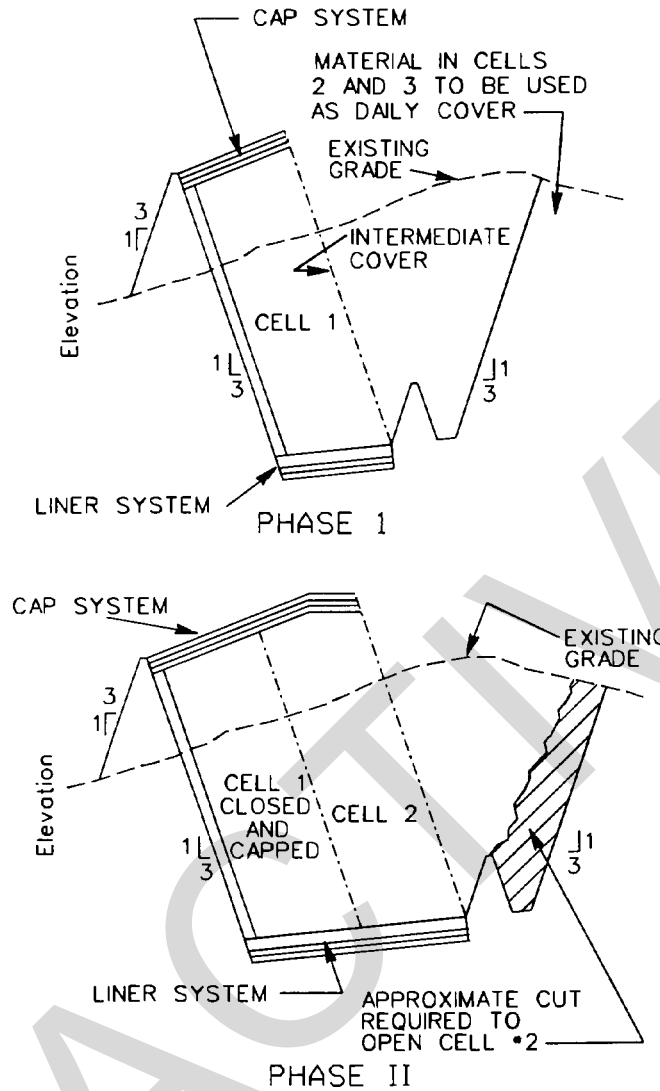 CAP SYSTEM
MATERIAL IN CELLS
2 AND 3 TO BE USED
AS DAILY COVER
EXISTING
GRADE
3
1
INTERMEDIATE
COVER
Elevation
CELL 1
1
3
1
3
LINER SYSTEM
PHASE 1
CAP SYSTEM
EXISTING
GRADE
3
1
Elevation
CELL 1
CLOSED
AND
CAPPED
CELL 2
1
3
1
3
LINER SYSTEM
APPROXIMATE CUT
REQUIRED TO
OPEN CELL #2
PHASE II